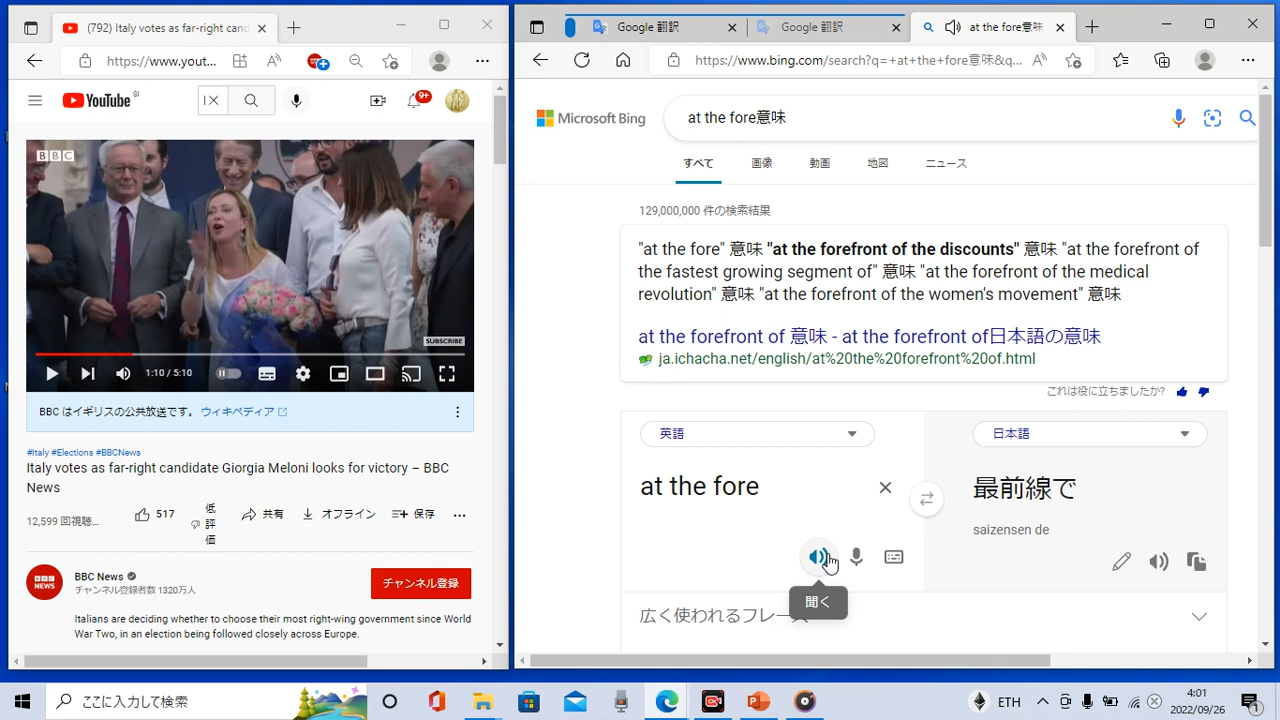 (792) Italy votes as far-right cand
https://www.yout...
YouTube SI
9+
BBC
SUBSCRIBE
1:10 / 5:10
BBC はイギリスの公共放送です。 ウィキペディア
#Italy #Elections #BBCNews
Italy votes as far-right candidate Giorgia Meloni looks for victory – BBC
News
12,599 回視聴...
517
低評価
共有
オフライン
保存
BBC NEWS
BBC News
チャンネル登録者数 1320万人
チャンネル登録
Italians are deciding whether to choose their most right-wing government since World
War Two, in an election being followed closely across Europe.
Google 翻訳
Google 翻訳
at the fore意味
https://www.bing.com/search?q=+at+the+fore意味&q...
Microsoft Bing
at the fore意味
すべて
画像
動画
地図
ニュース
129,000,000 件の検索結果
"at the fore" 意味 "at the forefront of the discounts" 意味 "at the forefront of
the fastest growing segment of" 意味 "at the forefront of the medical
revolution" 意味 "at the forefront of the women's movement" 意味
at the forefront of 意味 - at the forefront of日本語の意味
ja.ichacha.net/english/at%20the%20forefront%20of.html
これは役に立ちましたか?
英語
日本語
at the fore
最前線で
saizensen de
聞く
広く使われるフレー
ここに入力して検索
ETH
4:01
2022/09/26
1